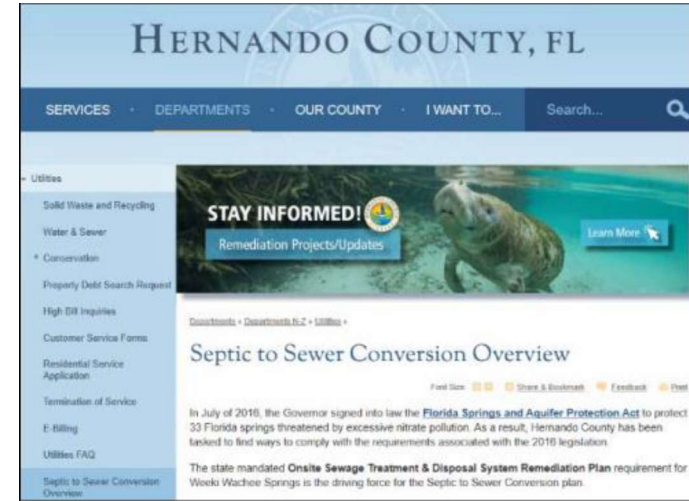 HERNANDO COUNTY, FL
SERVICES - DEPARTMENTS - OUR COUNTY - I WANT TO... Search...
Utilities
Solid Waste and Recycling
Water & Sewer
Conservation
Property Debt Search Request
High Bill Inquiries
Customer Service Forms
Residential Service
Application
Termination of Service
E-Billing
Utilities FAQ
Septic to Sewer Conversion
Overview
STAY INFORMED!
Remediation Projects/Updates
Learn More
Departments » Departments N-Z » Utilities »
Septic to Sewer Conversion Overview
Font Size: Share & Bookmark Feedback Print
In July of 2016, the Governor signed into law the Florida Springs and Aquifer Protection Act to protect
33 Florida springs threatened by excessive nitrate pollution. As a result, Hernando County has been
tasked to find ways to comply with the requirements associated with the 2016 legislation.
The state mandated Onsite Sewage Treatment & Disposal System Remediation Plan requirement for
Weeki Wachee Springs is the driving force for the Septic to Sewer Conversion plan.